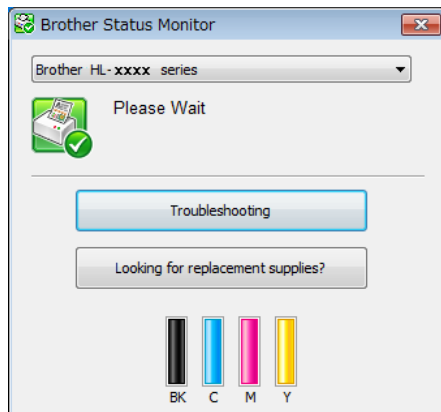 Brother Status Monitor
Brother HL-xxxx series
Please Wait
Troubleshooting
Looking for replacement supplies?
BK C M Y